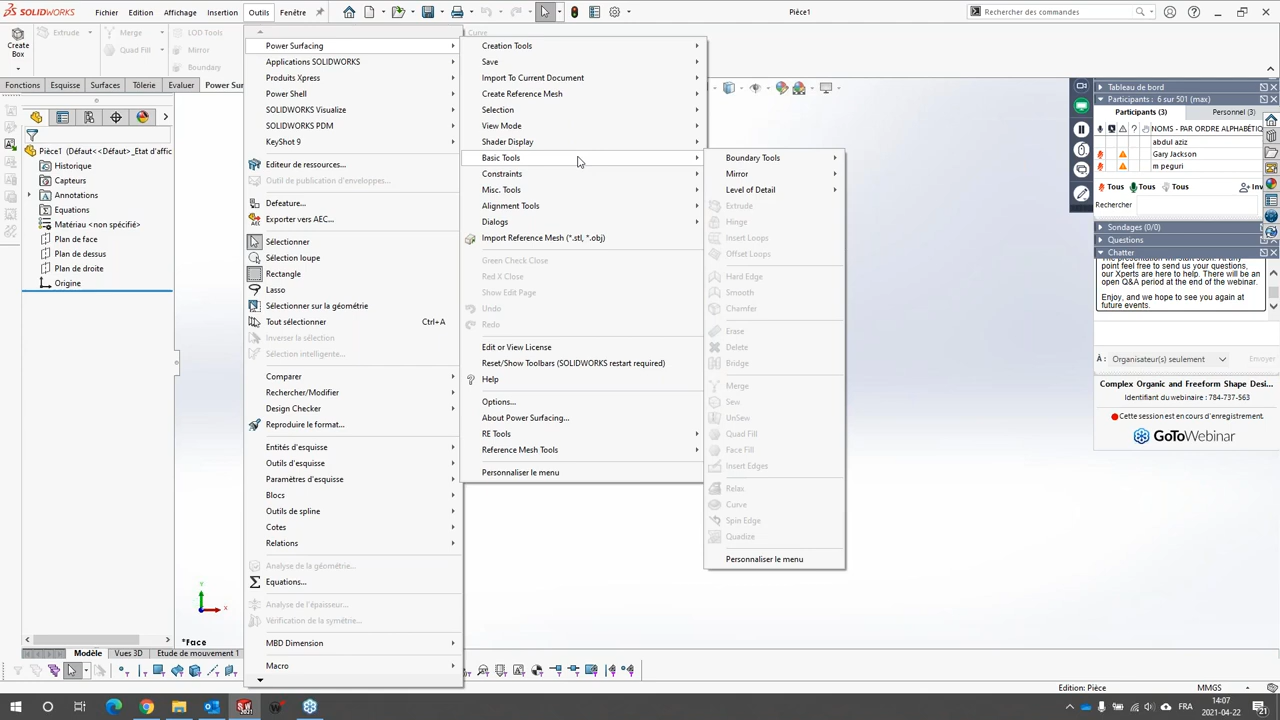 SOLIDWORKS
Fichier
Edition
Affichage
Insertion
Outils
Fenêtre
Pièce1
Rechercher des commandes
Create
Box
Extrude
Merge
LOD Tools
Quad Fill
Mirror
Boundary
Curve
Fonctions
Esquisse
Surfaces
Tôlerie
Evaluer
Power Sur
Pièce1 (Défaut<<Défaut>_Etat d'affic
Historique
Capteurs
Annotations
Equations
Matériau <non spécifié>
Plan de face
Plan de dessus
Plan de droite
Origine
Power Surfacing
Applications SOLIDWORKS
Produits Xpress
Power Shell
SOLIDWORKS Visualize
SOLIDWORKS PDM
KeyShot 9
Editeur de ressources...
Outil de publication d'enveloppes...
Defeature...
Exporter vers AEC...
Sélectionner
Sélection loupe
Rectangle
Lasso
Sélectionner sur la géométrie
Tout sélectionner Ctrl+A
Inverser la sélection
Sélection intelligente...
Comparer
Rechercher/Modifier
Design Checker
Reproduire le format...
Entités d'esquisse
Outils d'esquisse
Paramètres d'esquisse
Blocs
Outils de spline
Cotes
Relations
Analyse de la géométrie...
Equations...
Analyse de l'épaisseur...
Vérification de la symétrie...
MBD Dimension
Macro
Creation Tools
Save
Import To Current Document
Create Reference Mesh
Selection
View Mode
Shader Display
Basic Tools
Constraints
Misc. Tools
Alignment Tools
Dialogs
Import Reference Mesh (*.stl, *.obj)
Green Check Close
Red X Close
Show Edit Page
Undo
Redo
Edit or View License
Reset/Show Toolbars (SOLIDWORKS restart required)
Help
Options...
About Power Surfacing...
RE Tools
Reference Mesh Tools
Personnaliser le menu
Boundary Tools
Mirror
Level of Detail
Extrude
Hinge
Insert Loops
Offset Loops
Hard Edge
Smooth
Chamfer
Erase
Delete
Bridge
Merge
Sew
UnSew
Quad Fill
Face Fill
Insert Edges
Relax
Curve
Spin Edge
Quadize
Personnaliser le menu
Tableau de bord
Participants : 6 sur 501 (max)
Participants (3)
Personnel (3)
NOMS - PAR ORDRE ALPHABÉTIC
abdul aziz
Gary Jackson
m peguri
Tous
Tous
Tous
Inv
Rechercher
Sondages (0/0)
Questions
Chatter
point feel free to send us your questions,
our Xperts are here to help. There will be an
open Q&A period at the end of the webinar.
Enjoy, and we hope to see you again at
future events.
À :
Organisateur(s) seulement
Envoyer
Complex Organic and Freeform Shape Des...
Identifiant du webinaire : 784-737-563
Cette session est en cours d'enregistrement.
GoToWebinar
Y
X
*Face
Modèle
Vues 3D
Etude de mouvement 1
Edition: Pièce
MMGS
FRA
14:07
2021-04-22
21